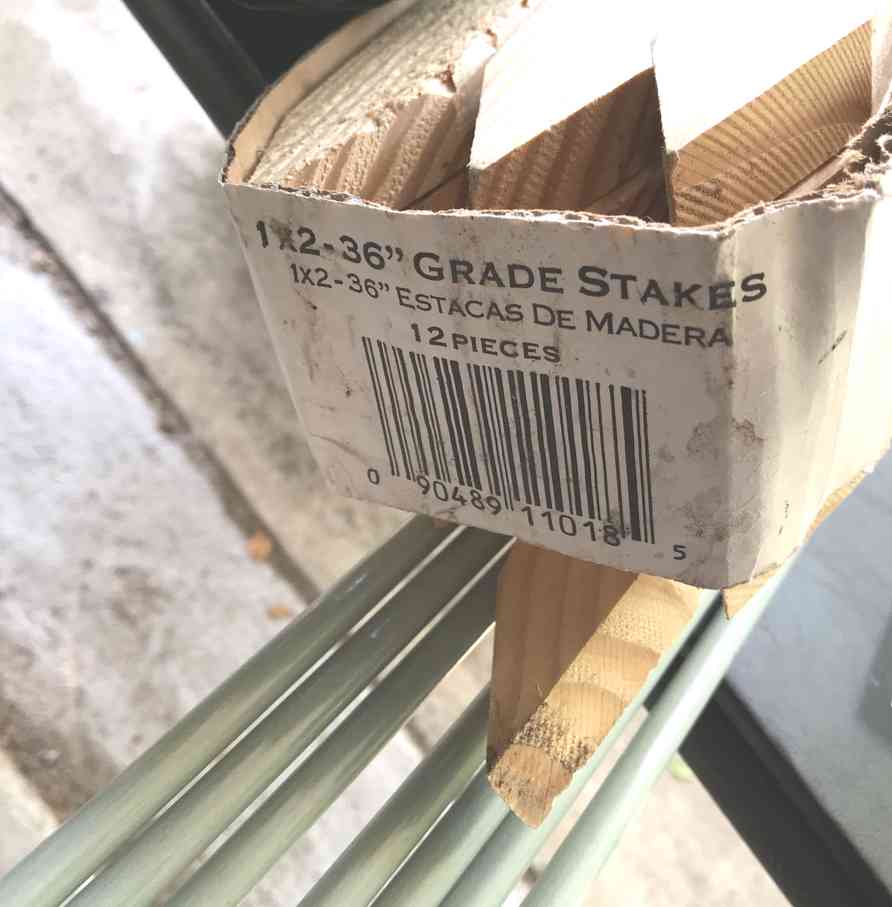 1X2-36” GRADE STAKES
1X2-36” ESTACAS DE MADERA
12 PIECES
0 90489 11018 5